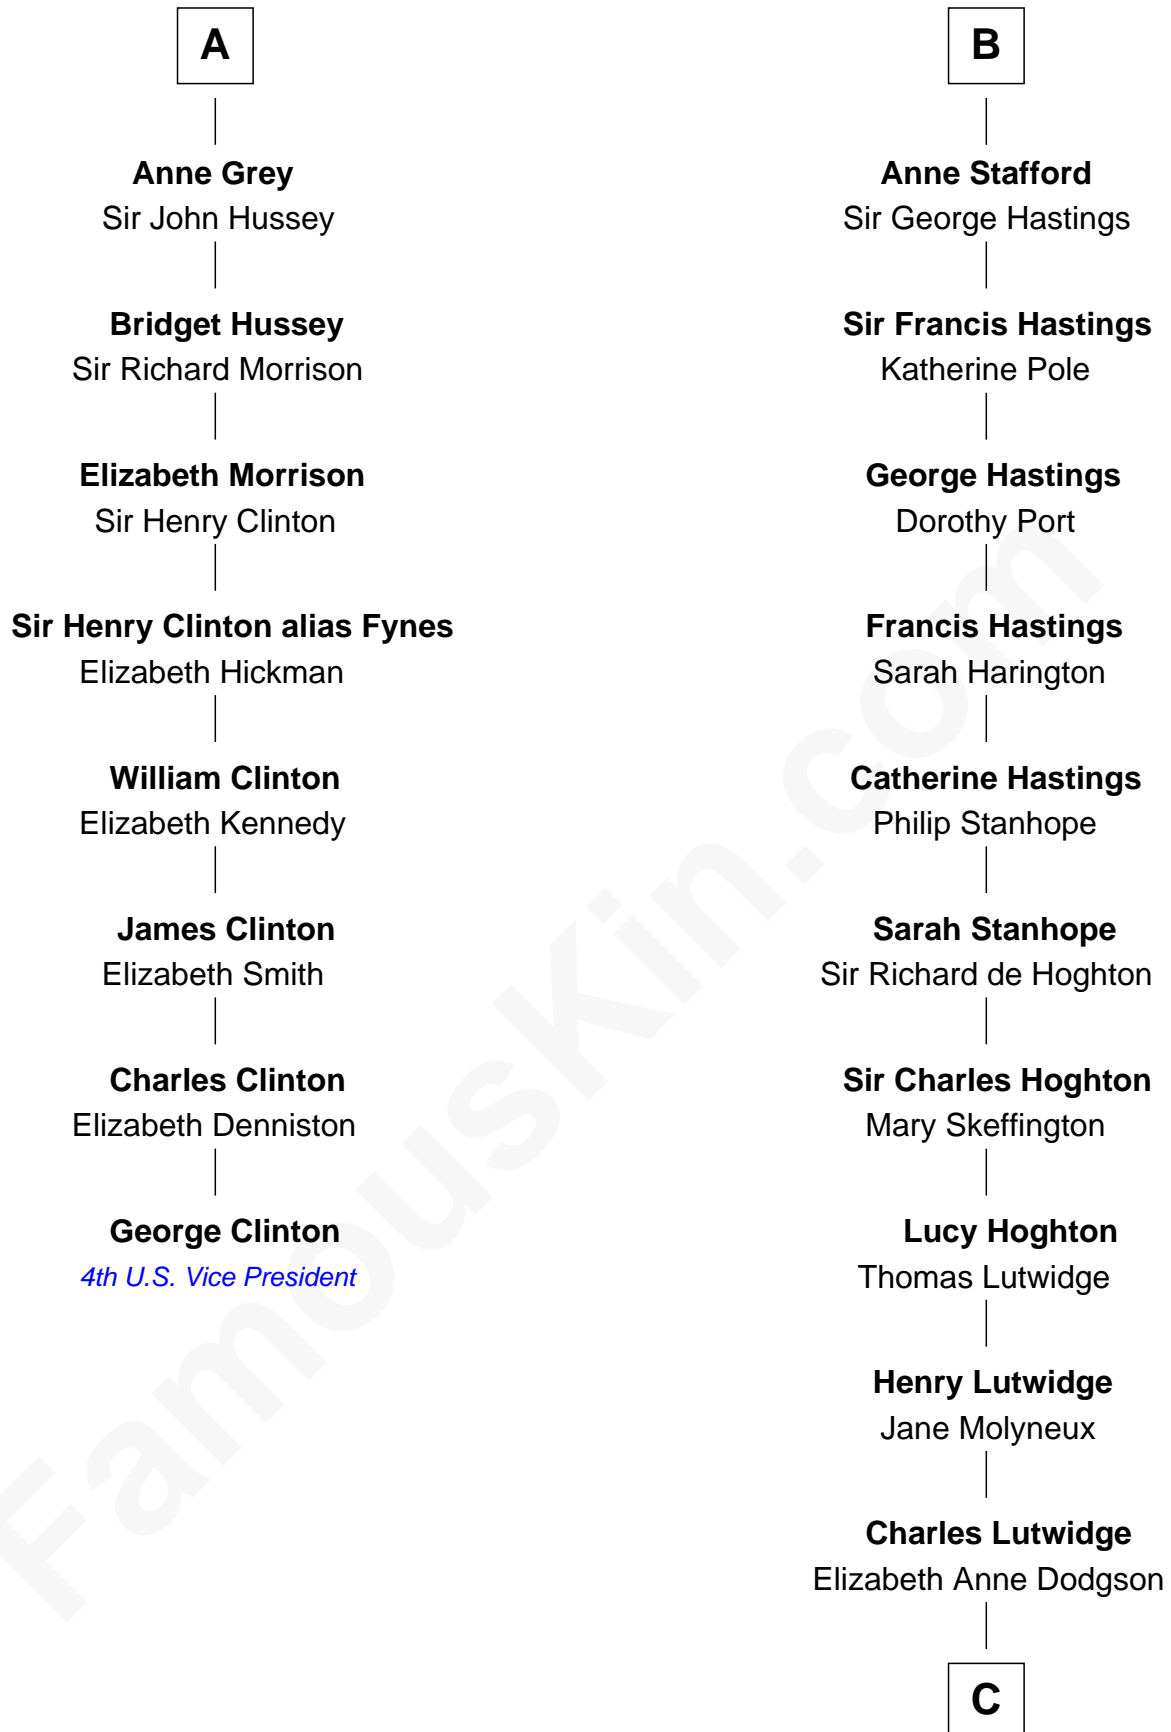 A
Anne Grey
Sir John Hussey
Bridget Hussey
Sir Richard Morrison
Elizabeth Morrison
Sir Henry Clinton
Sir Henry Clinton alias Fynes
Elizabeth Hickman
William Clinton
Elizabeth Kennedy
James Clinton
Elizabeth Smith
Charles Clinton
Elizabeth Denniston
George Clinton
4th U.S. Vice President
B
Anne Stafford
Sir George Hastings
Sir Francis Hastings
Katherine Pole
George Hastings
Dorothy Port
Francis Hastings
Sarah Harington
Catherine Hastings
Philip Stanhope
Sarah Stanhope
Sir Richard de Hoghton
Sir Charles Hoghton
Mary Skeffington
Lucy Hoghton
Thomas Lutwidge
Henry Lutwidge
Jane Molyneux
Charles Lutwidge
Elizabeth Anne Dodgson
C
FamousKin.com